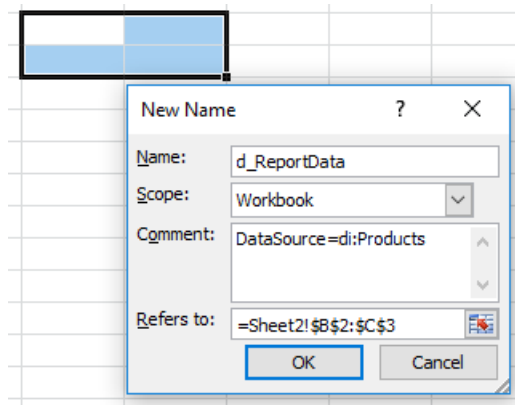 New Name ? ✕
Name: d_ReportData
Scope: Workbook
Comment: DataSource=di:Products
Refers to: =Sheet2!$B$2:$C$3
OK Cancel